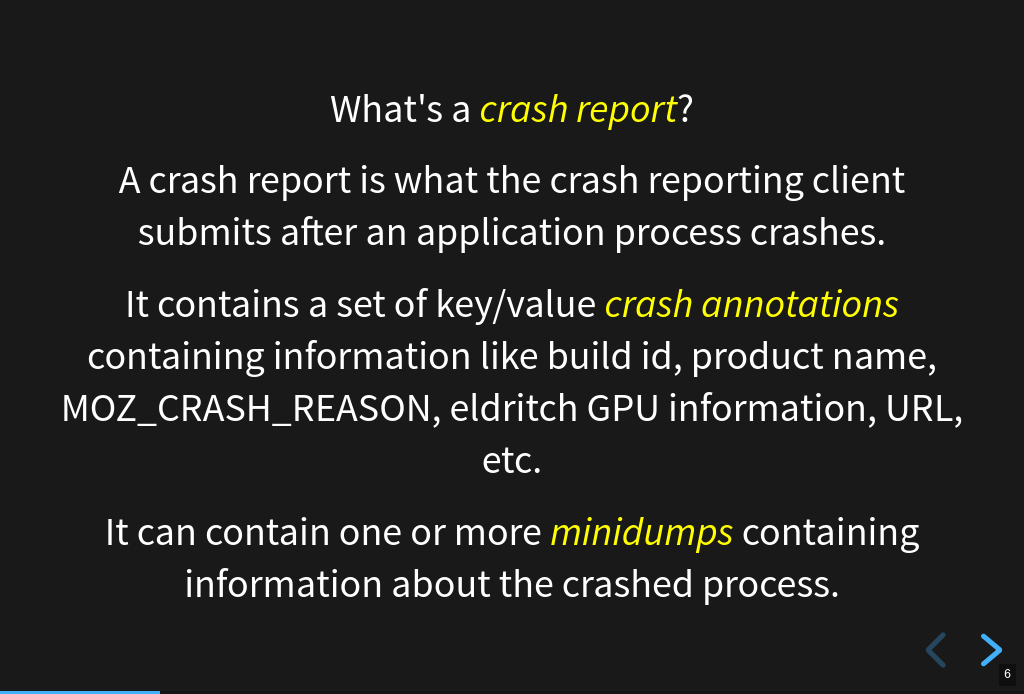 What's a crash report?
A crash report is what the crash reporting client
submits after an application process crashes.
It contains a set of key/value crash annotations
containing information like build id, product name,
MOZ_CRASH_REASON, eldritch GPU information, URL,
etc.
It can contain one or more minidumps containing
information about the crashed process.
6